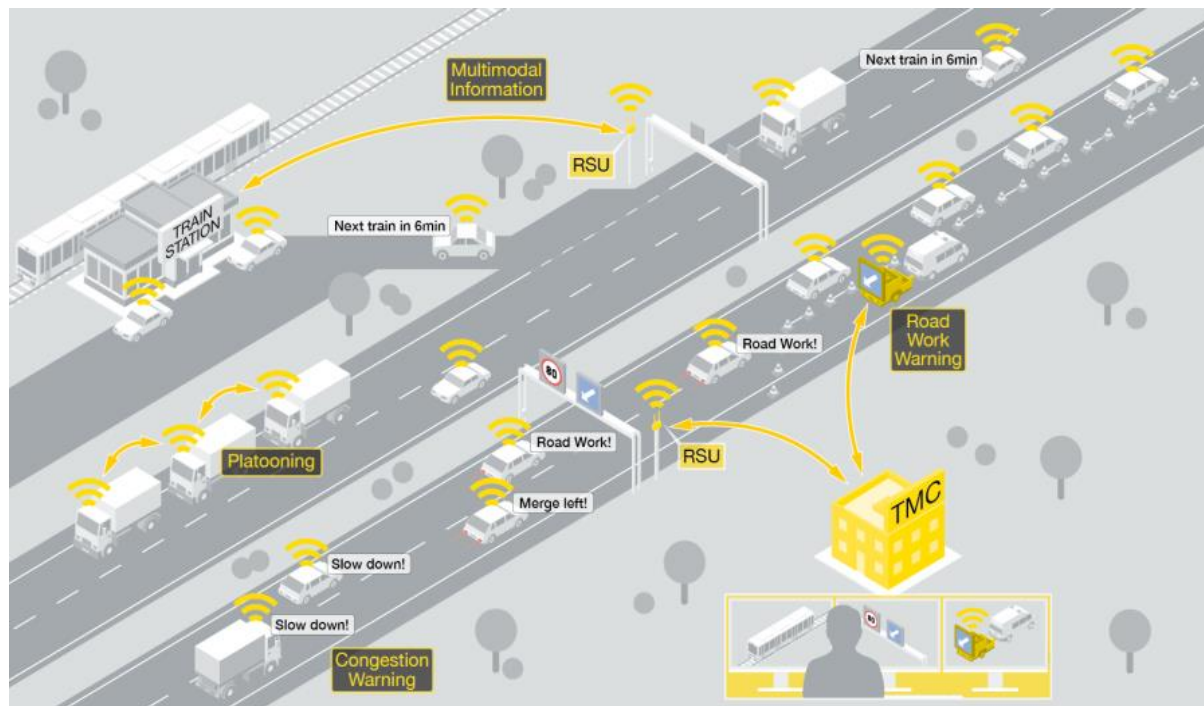 Next train in 6min
Multimodal
Information
RSU
TRAIN
STATION
Next train in 6min
Road
Work
Warning
Road Work!
80
Platooning
Road Work!
RSU
Merge left!
TMC
Slow down!
Slow down!
Congestion
Warning
80